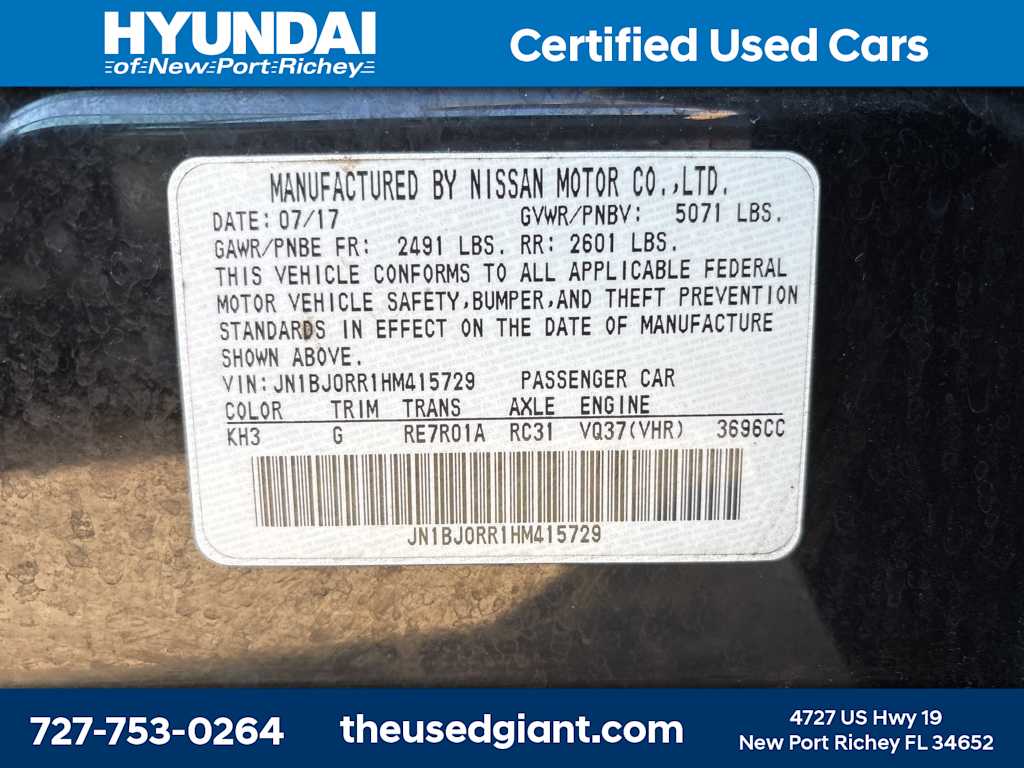 HYUNDAI
of New Port Richey
Certified Used Cars
MANUFACTURED BY NISSAN MOTOR CO.,LTD.
DATE: 07/17 GVWR/PNBV: 5071 LBS.
GAWR/PNBE FR: 2491 LBS. RR: 2601 LBS.
THIS VEHICLE CONFORMS TO ALL APPLICABLE FEDERAL
MOTOR VEHICLE SAFETY,BUMPER,AND THEFT PREVENTION
STANDARDS IN EFFECT ON THE DATE OF MANUFACTURE
SHOWN ABOVE.
VIN:JN1BJ0RR1HM415729 PASSENGER CAR
COLOR TRIM TRANS AXLE ENGINE
KH3 G RE7R01A RC31 VQ37(VHR) 3696CC
JN1BJ0RR1HM415729
727-753-0264
theusedgiant.com
4727 US Hwy 19
New Port Richey FL 34652